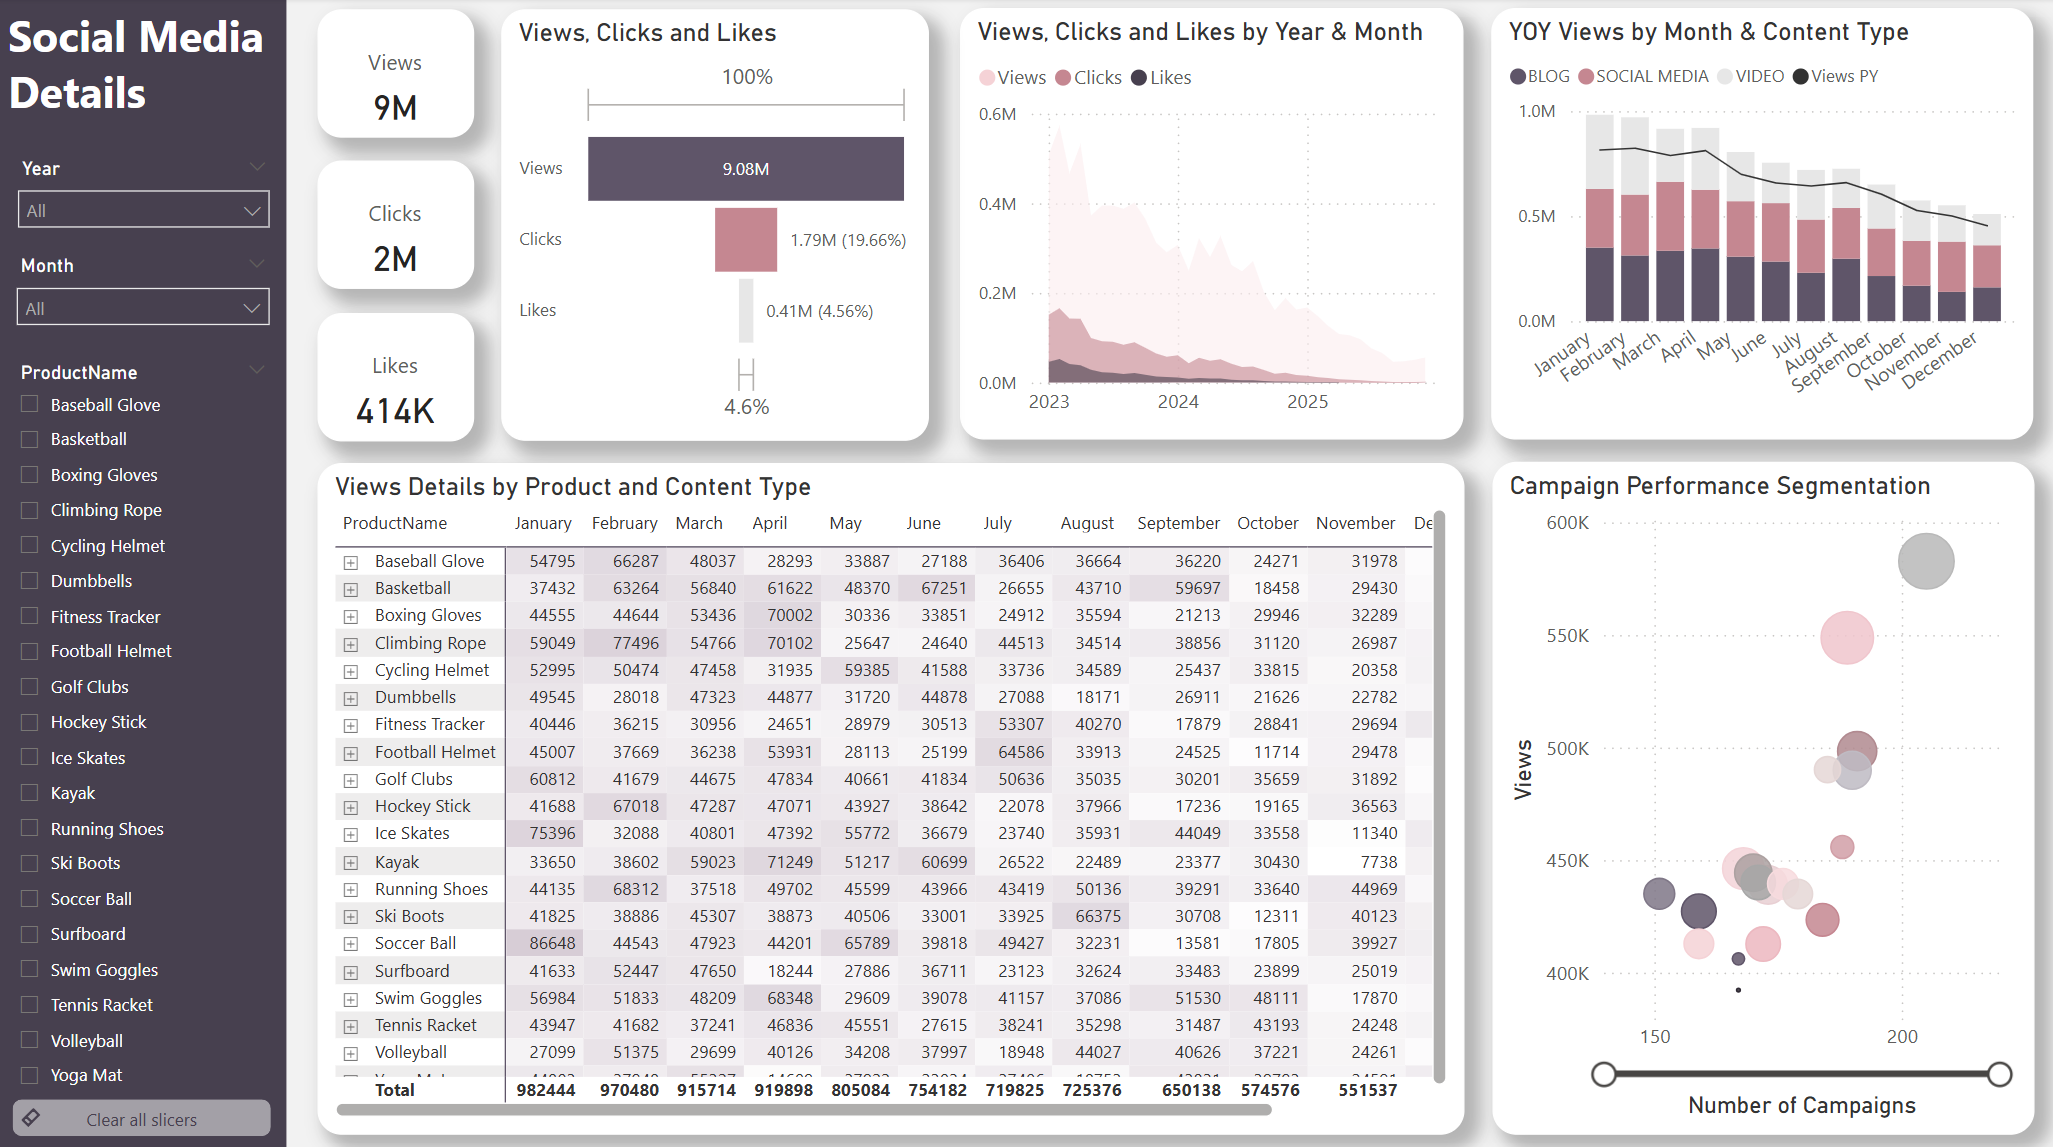 Social Media
Details
Year
All
Month
All
ProductName
Baseball Glove
Basketball
Boxing Gloves
Climbing Rope
Cycling Helmet
Dumbbells
Fitness Tracker
Football Helmet
Golf Clubs
Hockey Stick
Ice Skates
Kayak
Running Shoes
Ski Boots
Soccer Ball
Surfboard
Swim Goggles
Tennis Racket
Volleyball
Yoga Mat
Clear all slicers
Views
9M
Clicks
2M
Likes
414K
Views, Clicks and Likes
100%
Views
9.08M
Clicks
1.79M (19.66%)
Likes
0.41M (4.56%)
4.6%
Views, Clicks and Likes by Year & Month
Views Clicks Likes
0.6M
0.4M
0.2M
0.0M
2023 2024 2025
YOY Views by Month & Content Type
BLOG SOCIAL MEDIA VIDEO Views PY
1.0M
0.5M
0.0M
January February March April May June July August September October November December
Views Details by Product and Content Type
ProductName January February March April May June July August September October November De
Baseball Glove 54795 66287 48037 28293 33887 27188 36406 36664 36220 24271 31978
Basketball 37432 63264 56840 61622 48370 67251 26655 43710 59697 18458 29430
Boxing Gloves 44555 44644 53436 70002 30336 33851 24912 35594 21213 29946 32289
Climbing Rope 59049 77496 54766 70102 25647 24640 44513 34514 38856 31120 26987
Cycling Helmet 52995 50474 47458 31935 59385 41588 33736 34589 25437 33815 20358
Dumbbells 49545 28018 47323 44877 31720 44878 27088 18171 26911 21626 22782
Fitness Tracker 40446 36215 30956 24651 28979 30513 53307 40270 17879 28841 29694
Football Helmet 45007 37669 36238 53931 28113 25199 64586 33913 24525 11714 29478
Golf Clubs 60812 41679 44675 47834 40661 41834 50636 35035 30201 35659 31892
Hockey Stick 41688 67018 47287 47071 43927 38642 22078 37966 17236 19165 36563
Ice Skates 75396 32088 40801 47392 55772 36679 23740 35931 44049 33558 11340
Kayak 33650 38602 59023 71249 51217 60699 26522 22489 23377 30430 7738
Running Shoes 44135 68312 37518 49702 45599 43966 43419 50136 39291 33640 44969
Ski Boots 41825 38886 45307 38873 40506 33001 33925 66375 30708 12311 40123
Soccer Ball 86648 44543 47923 44201 65789 39818 49427 32231 13581 17805 39927
Surfboard 41633 52447 47650 18244 27886 36711 23123 32624 33483 23899 25019
Swim Goggles 56984 51833 48209 68348 29609 39078 41157 37086 51530 48111 17870
Tennis Racket 43947 41682 37241 46836 45551 27615 38241 35298 31487 43193 24248
Volleyball 27099 51375 29699 40126 34208 37997 18948 44027 40626 37221 24261
Total 982444 970480 915714 919898 805084 754182 719825 725376 650138 574576 551537
Campaign Performance Segmentation
600K
550K
500K
450K
400K
Views
150 200
Number of Campaigns